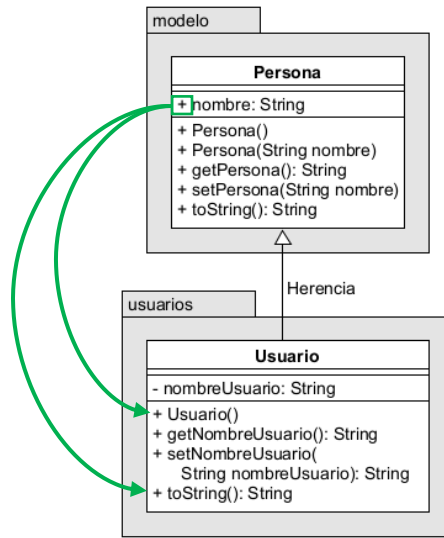 modelo
Persona
+ nombre: String
+ Persona()
+ Persona(String nombre)
+ getPersona(): String
+ setPersona(String nombre)
+ toString(): String
Herencia
usuarios
Usuario
- nombreUsuario: String
+ Usuario()
+ getNombreUsuario(): String
+ setNombreUsuario(
String nombreUsuario): String
+ toString(): String